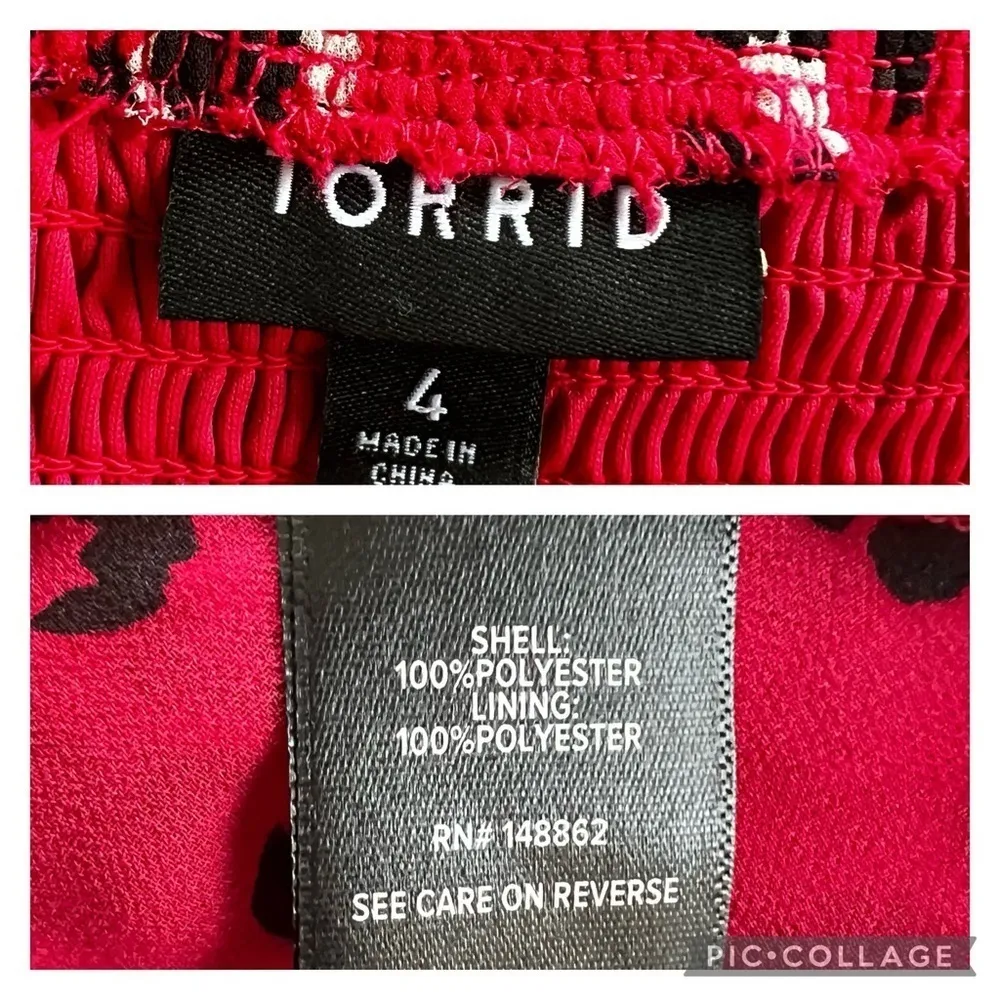 TORRID
4
MADE IN
CHINA
SHELL:
100%POLYESTER
LINING:
100%POLYESTER
RN# 148862
SEE CARE ON REVERSE
PIC•COLLAGE